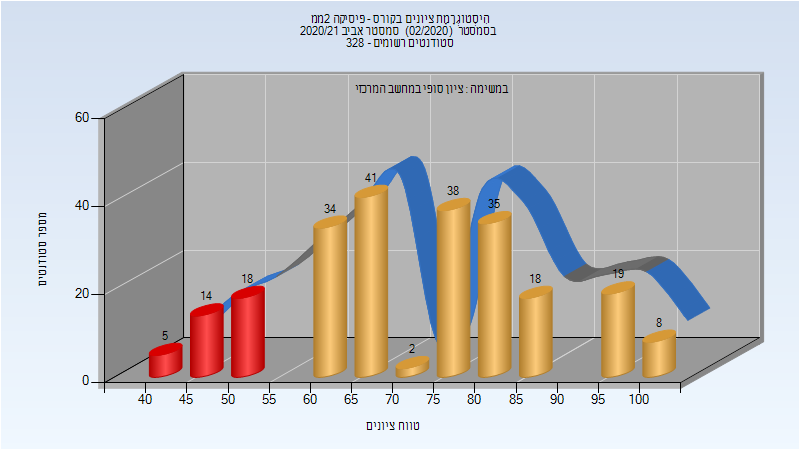 היסטוגרמת ציונים בקורס - פיסיקה 2ממ
בסמסטר (02/2020) סמסטר אביב 2020/21
סטודנטים רשומים - 328
במשימה : ציון סופי במחשב המרכזי
מספר סטודנטים
60
40
20
0
5
14
18
34
41
2
38
35
18
19
8
40 45 50 60 65 70 75 80 85 90 95 100
טווח ציונים